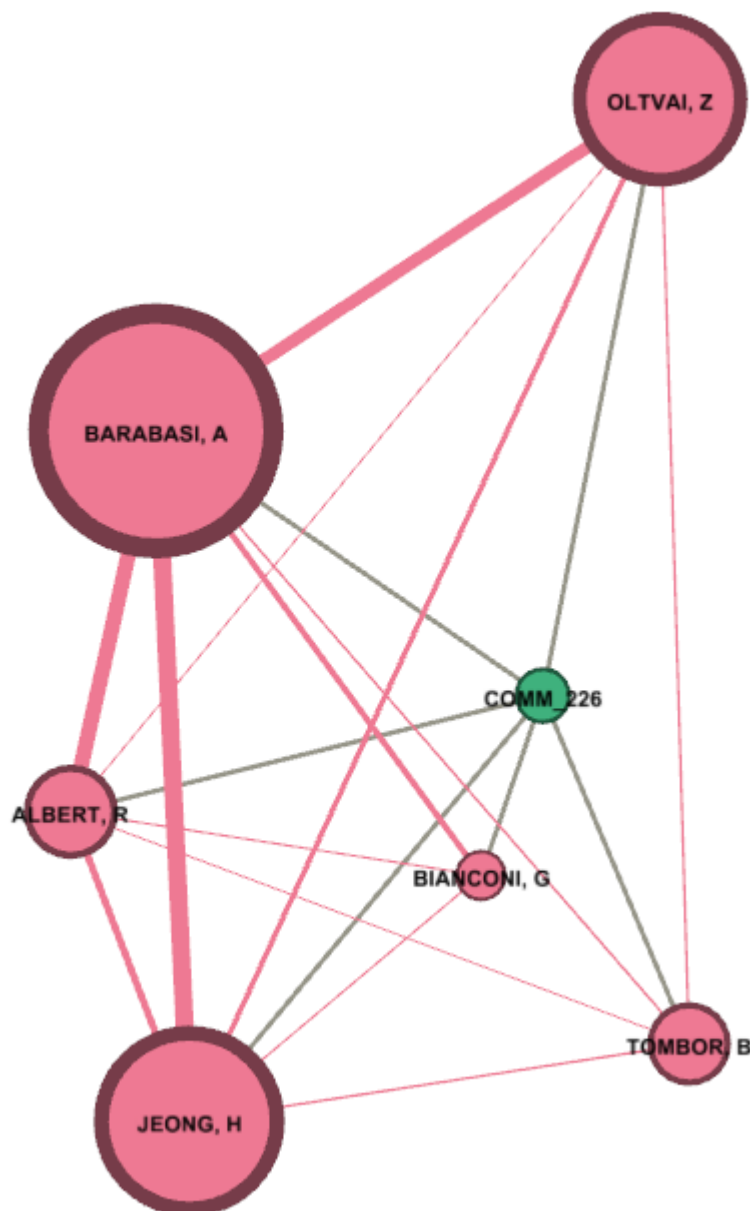 OLTVAI, Z
BARABASI, A
COMM_226
ALBERT, R
BIANCONI, G
TOMBOR, B
JEONG, H